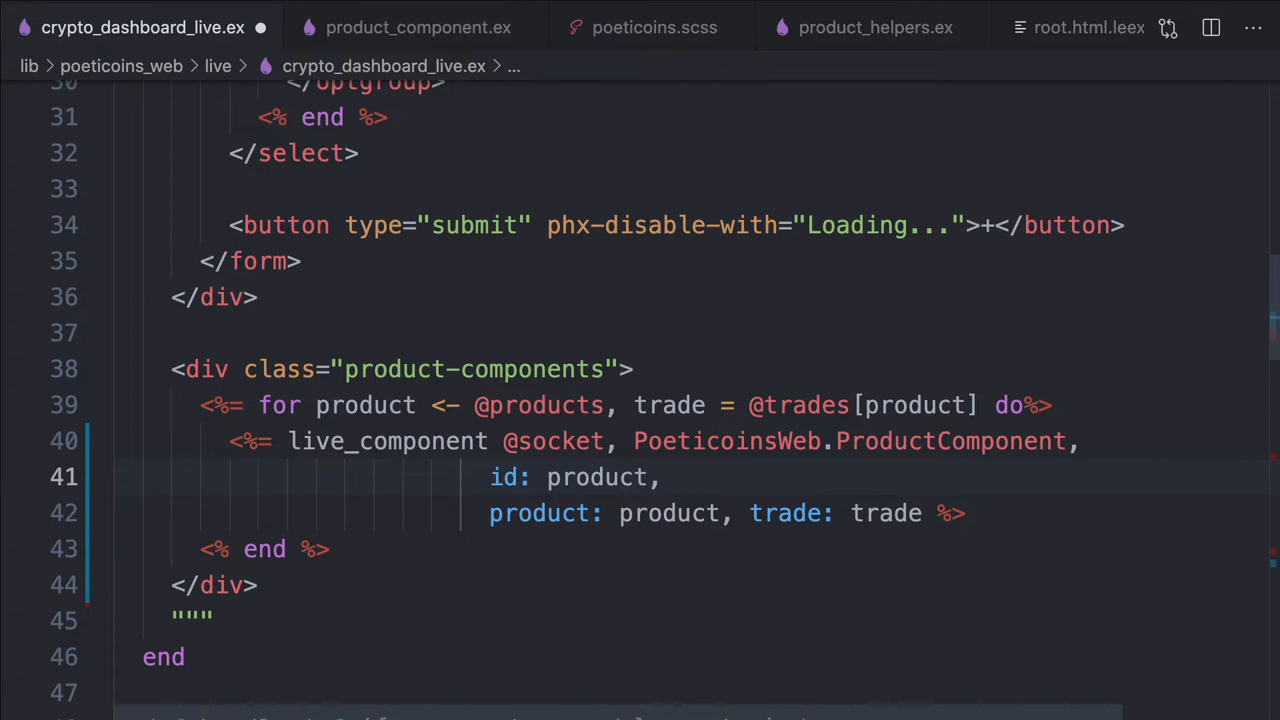 crypto_dashboard_live.ex product_component.ex poeticoins.scss product_helpers.ex root.html.leex ...
lib > poeticoins_web > live > crypto_dashboard_live.ex > ...
30 </optgroup>
31 <% end %>
32 </select>
33
34 <button type="submit" phx-disable-with="Loading...">+</button>
35 </form>
36 </div>
37
38 <div class="product-components">
39 <%= for product <- @products, trade = @trades[product] do%>
40 <%= live_component @socket, PoeticoinsWeb.ProductComponent,
41 id: product,
42 product: product, trade: trade %>
43 <% end %>
44 </div>
45 """
46 end
47